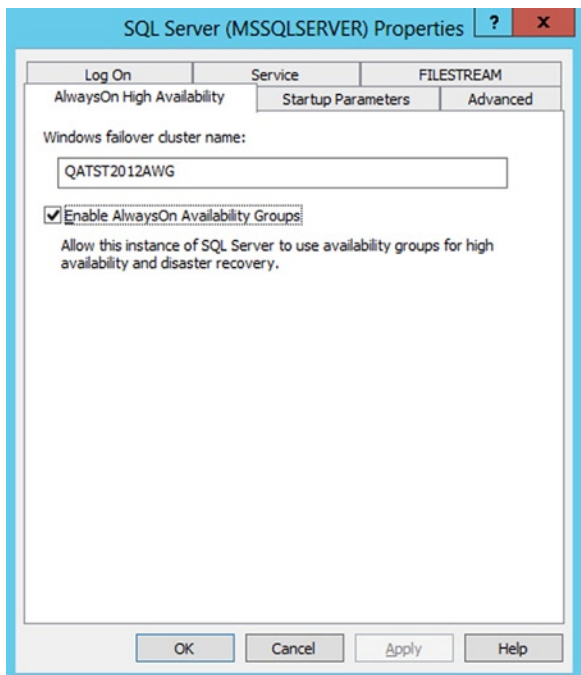 SQL Server (MSSQLSERVER) Properties
?
x
Log On
Service
FILESTREAM
AlwaysOn High Availability
Startup Parameters
Advanced
Windows failover cluster name:
QATST2012AWG
Enable AlwaysOn Availability Groups
Allow this instance of SQL Server to use availability groups for high
availability and disaster recovery.
OK
Cancel
Apply
Help